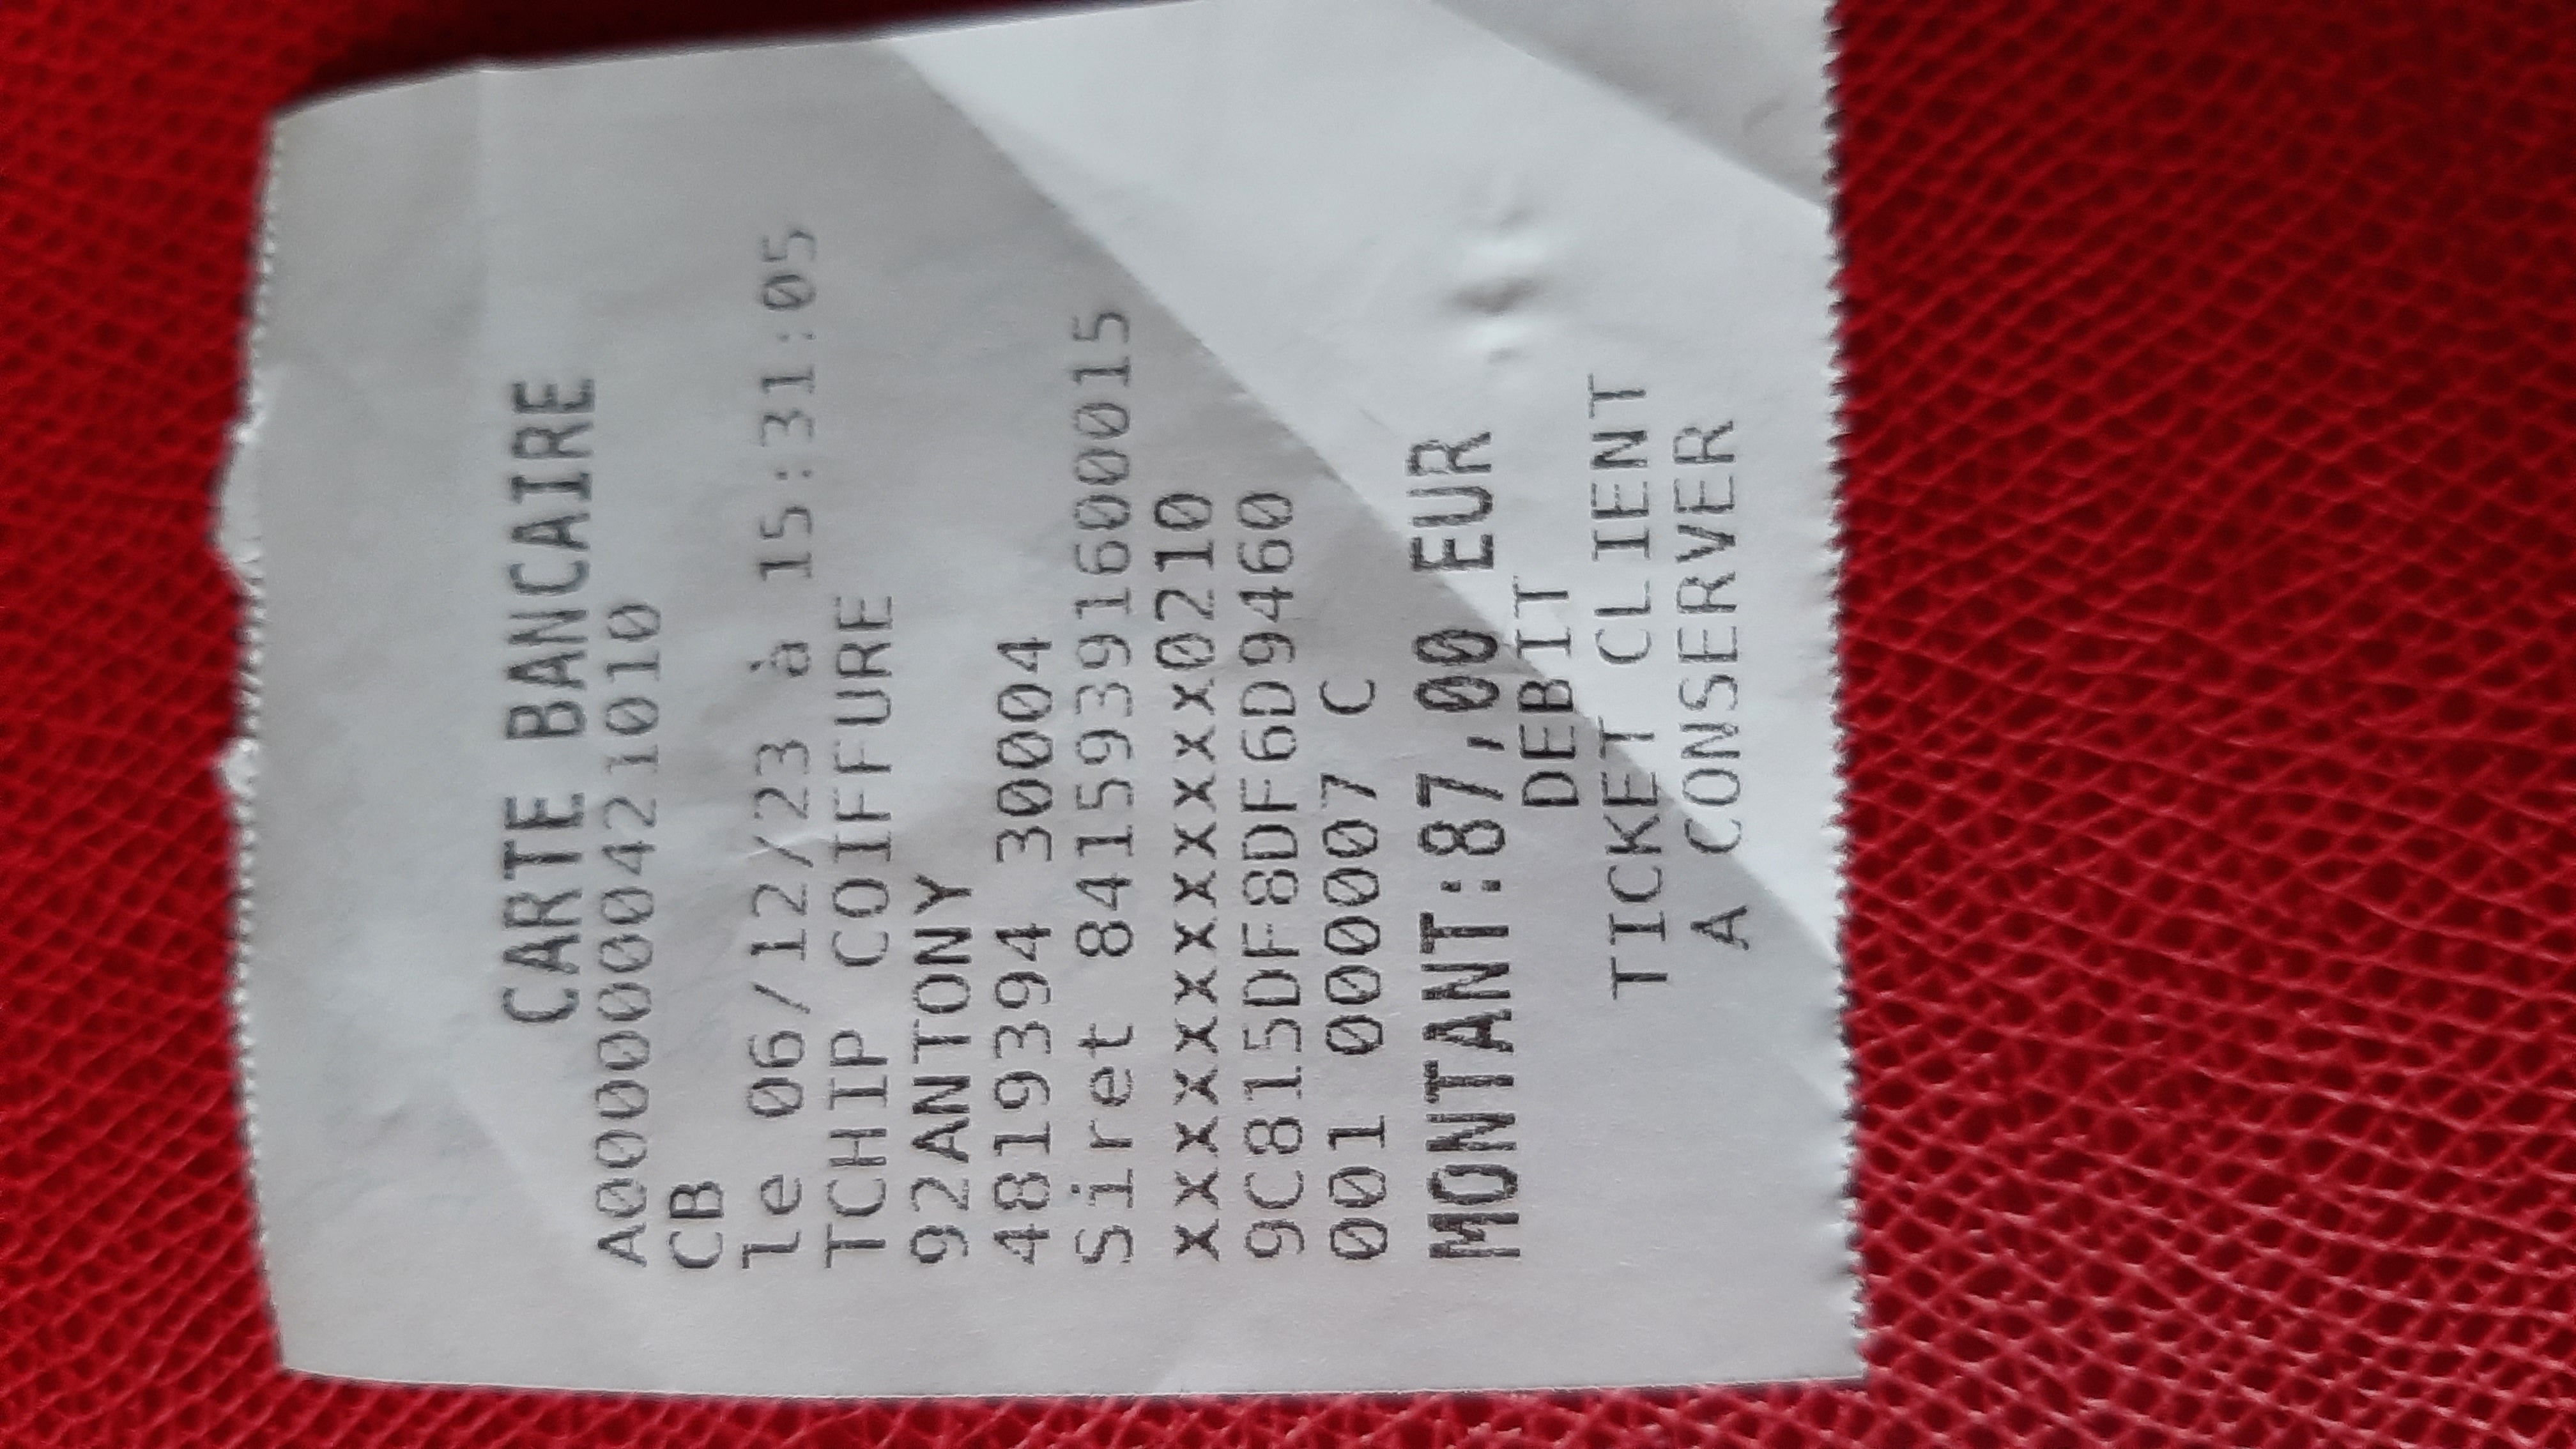 CARTE BANCAIRE
A0000000421010
CB
le 06/12/23 à 15:31:05
TCHIP COIFFURE
92ANTONY
4819394 30004
Siret 84159391600015
xxxxxxxxxxxx0210
9C815DF8DF6D9460
001 000007 C
MONTANT:87,00 EUR
DEBIT
TICKET CLIENT
A CONSERVER